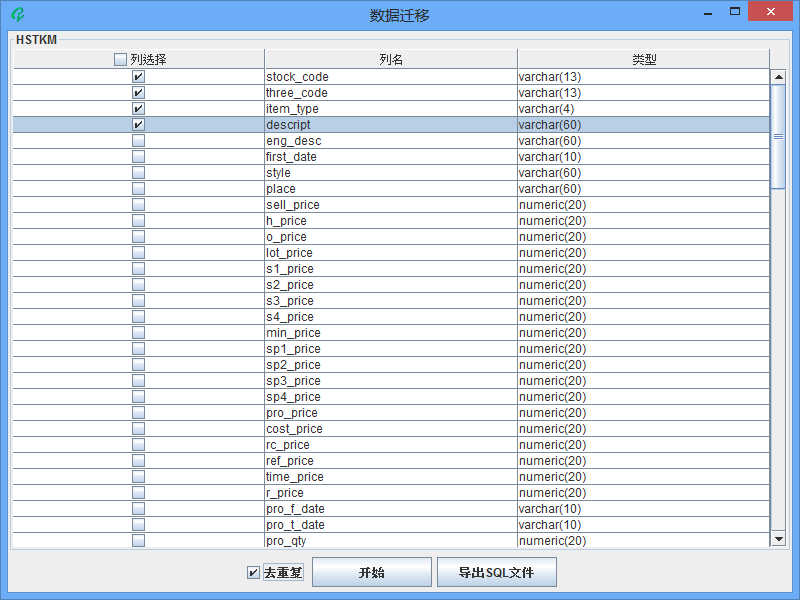 数据迁移
HSTKM
列选择 列名 类型
stock_code varchar(13)
three_code varchar(13)
item_type varchar(4)
descript varchar(60)
eng_desc varchar(60)
first_date varchar(10)
style varchar(60)
place varchar(60)
sell_price numeric(20)
h_price numeric(20)
o_price numeric(20)
lot_price numeric(20)
s1_price numeric(20)
s2_price numeric(20)
s3_price numeric(20)
s4_price numeric(20)
min_price numeric(20)
sp1_price numeric(20)
sp2_price numeric(20)
sp3_price numeric(20)
sp4_price numeric(20)
pro_price numeric(20)
cost_price numeric(20)
rc_price numeric(20)
ref_price numeric(20)
time_price numeric(20)
r_price numeric(20)
pro_f_date varchar(10)
pro_t_date varchar(10)
pro_qty numeric(20)
去重复 开始 导出SQL文件